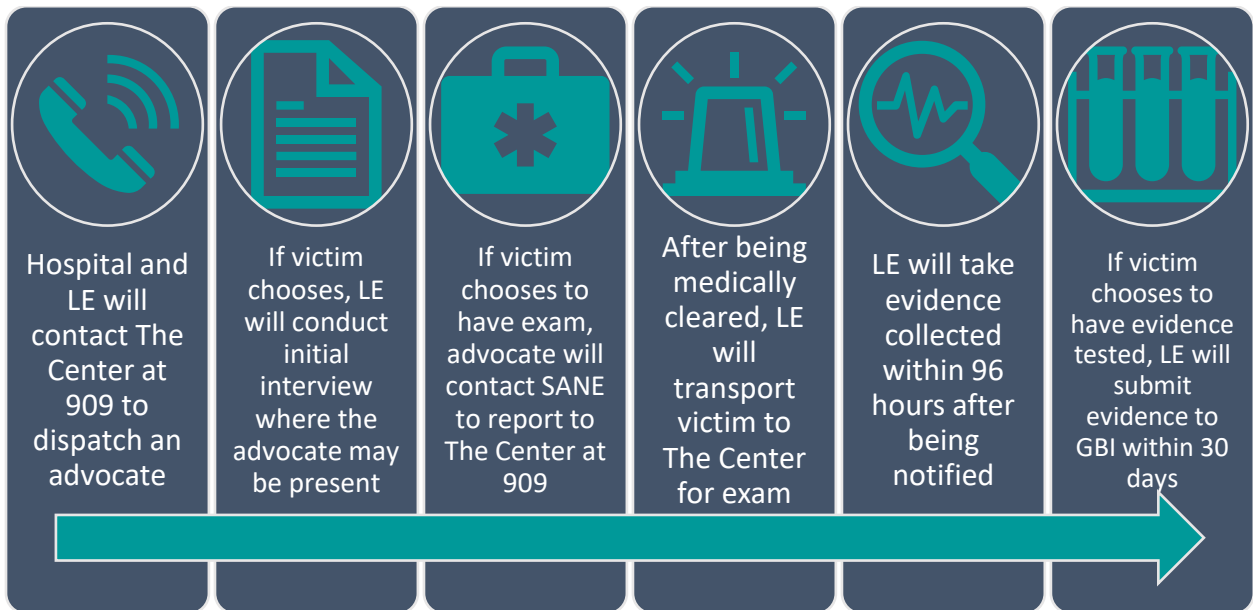 Hospital and
LE will
contact The
Center at
909 to
dispatch an
advocate
If victim
chooses, LE
will conduct
initial
interview
where the
advocate may
be present
If victim
chooses to
have exam,
advocate will
contact SANE
to report to
The Center at
909
After being
medically
cleared, LE
will
transport
victim to
The Center
for exam
LE will take
evidence
collected
within 96
hours after
being
notified
If victim
chooses to
have evidence
tested, LE will
submit
evidence to
GBI within 30
days